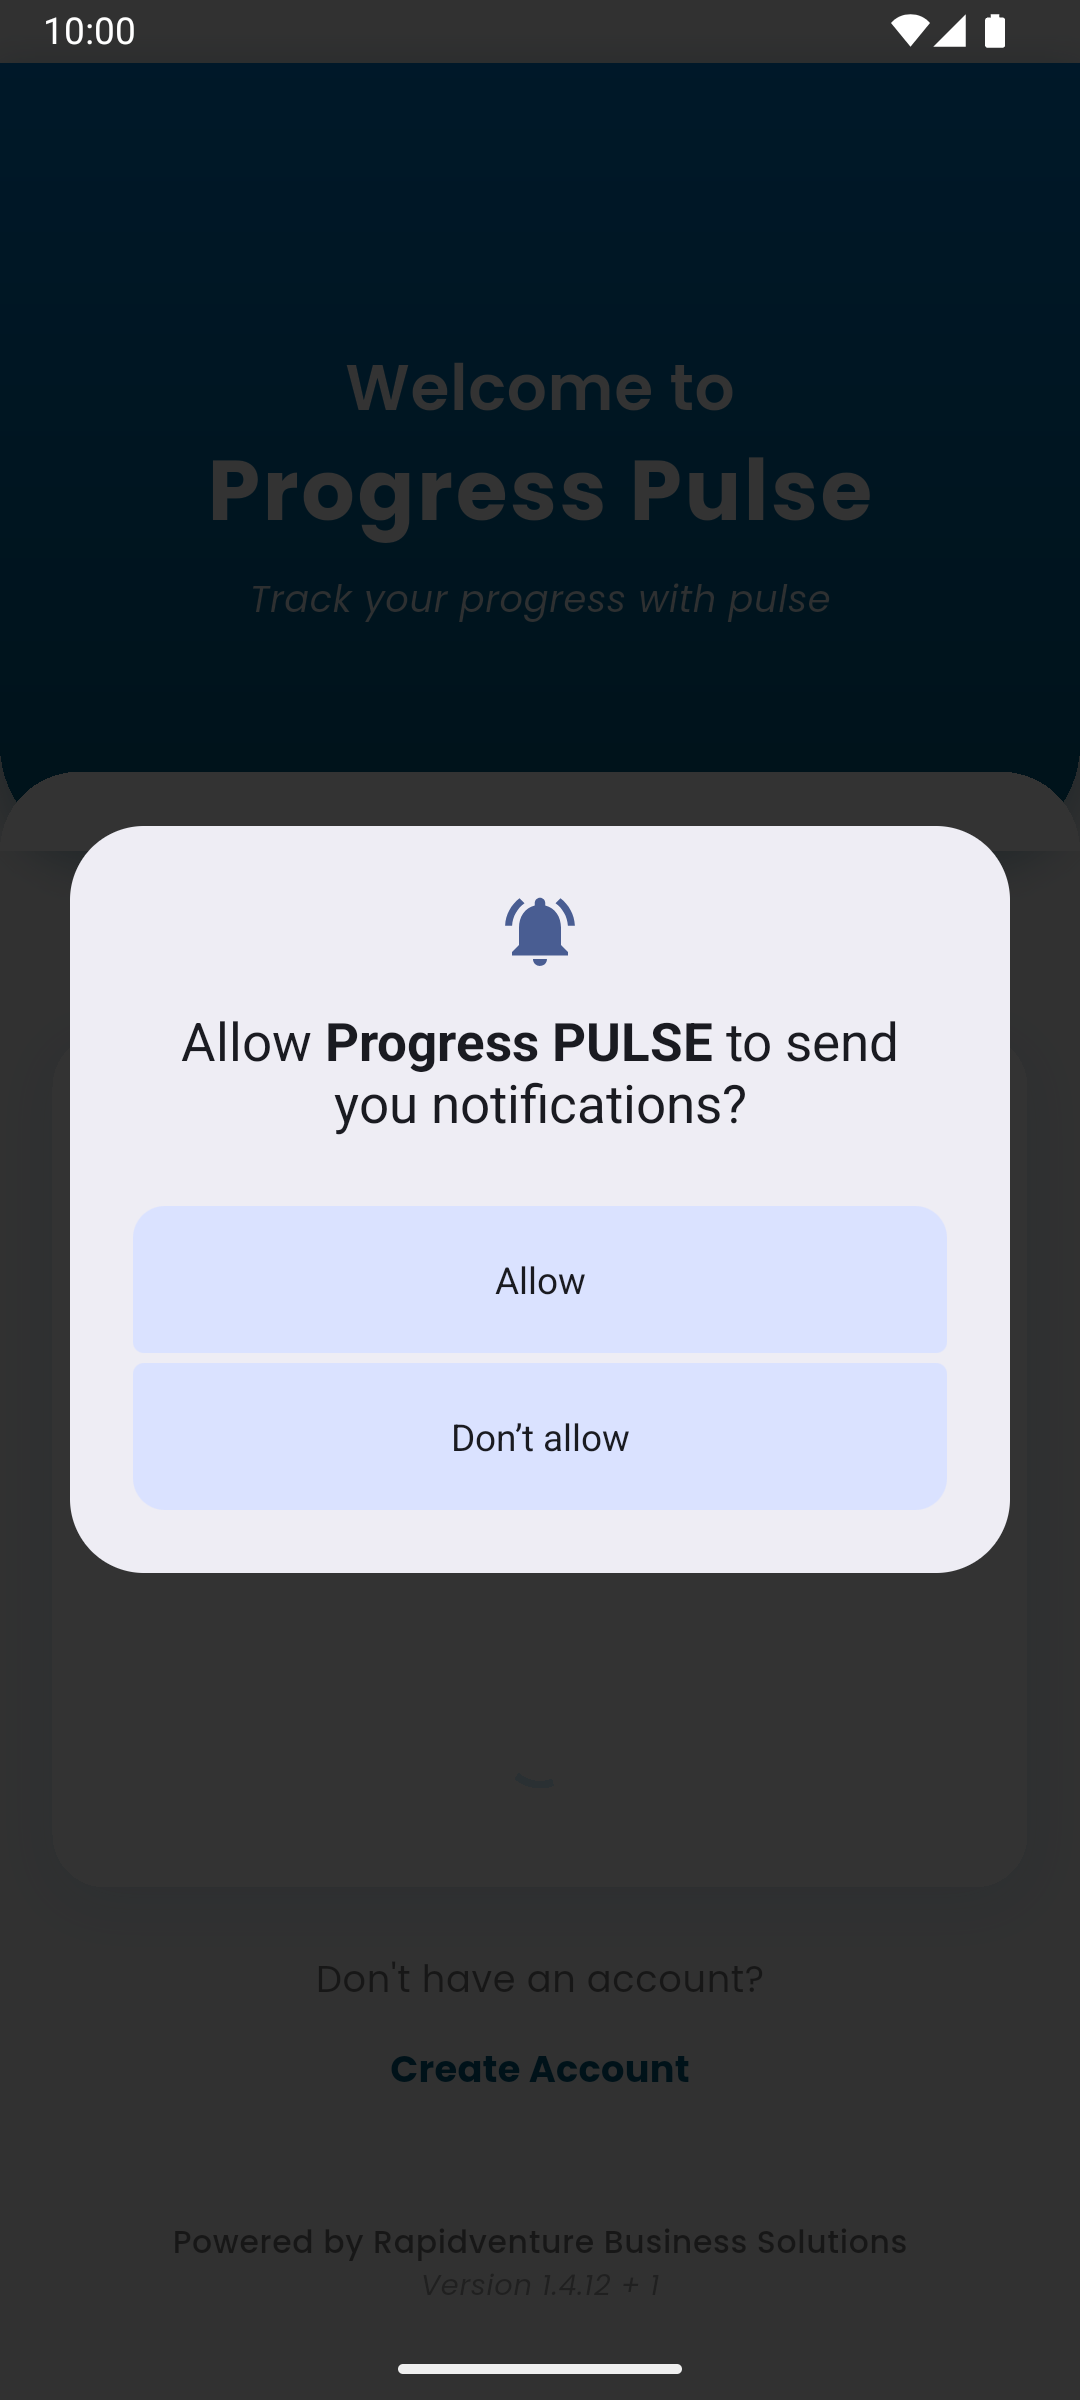 10:00
Welcome to
Progress Pulse
Track your progress with pulse
Allow Progress PULSE to send
you notifications?
Allow
Don’t allow
Don't have an account?
Create Account
Powered by Rapidventure Business Solutions
Version 1.4.12 + 1